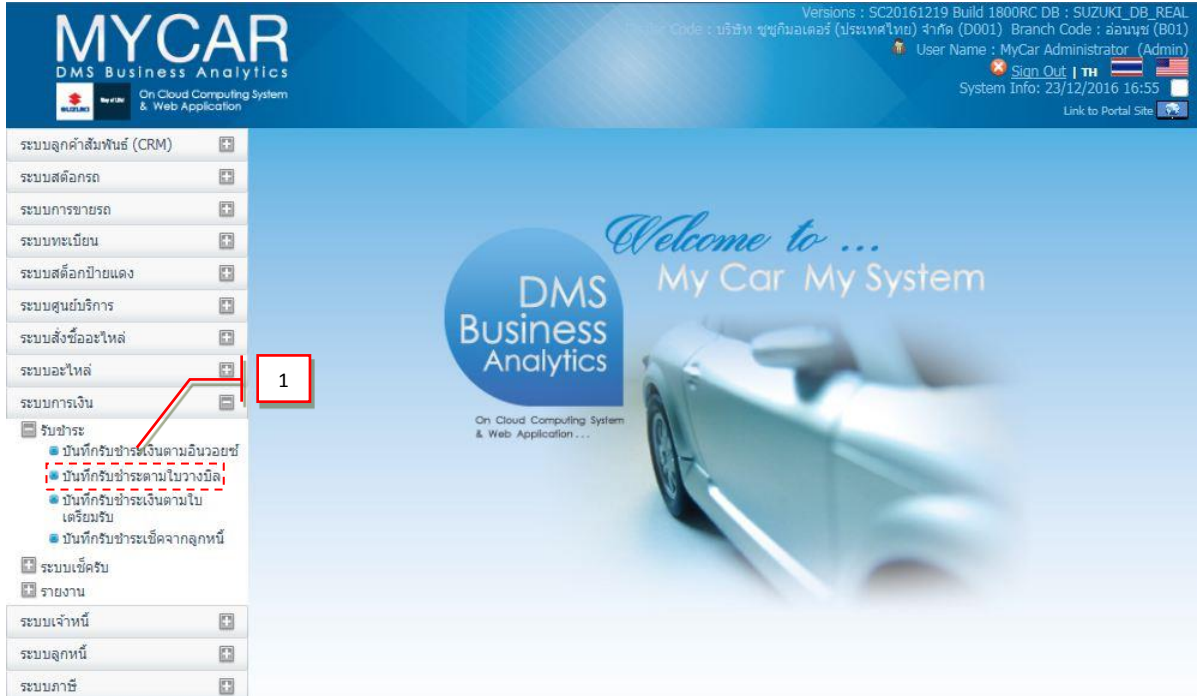 MYCAR
DMS Business Analytics
On Cloud Computing System
& Web Application
SUZUKI
Way of Life!
Versions : SC20161219 Build 1800RC DB : SUZUKI_DB_REAL
Code : บริษัท ซูซูกิมอเตอร์ (ประเทศไทย) จำกัด (D001) Branch Code : อ่อนนุช (B01)
User Name : MyCar Administrator (Admin)
Sign Out | TH
System Info: 23/12/2016 16:55
Link to Portal Site
ระบบลูกค้าสัมพันธ์ (CRM)
ระบบสต๊อกรถ
ระบบการขายรถ
ระบบทะเบียน
ระบบสต็อกป้ายแดง
ระบบศูนย์บริการ
ระบบสั่งซื้ออะไหล่
ระบบอะไหล่
ระบบการเงิน
รับชำระ
บันทึกรับชำระเงินตามอินวอยซ์
บันทึกรับชำระตามใบวางบิล
บันทึกรับชำระเงินตามใบ
เตรียมรับ
บันทึกรับชำระเช็คจากลูกหนี้
ระบบเช็ครับ
รายงาน
ระบบเจ้าหนี้
ระบบลูกหนี้
ระบบภาษี
1
Welcome to ...
My Car My System
DMS
Business
Analytics
On Cloud Computing System
& Web Application...